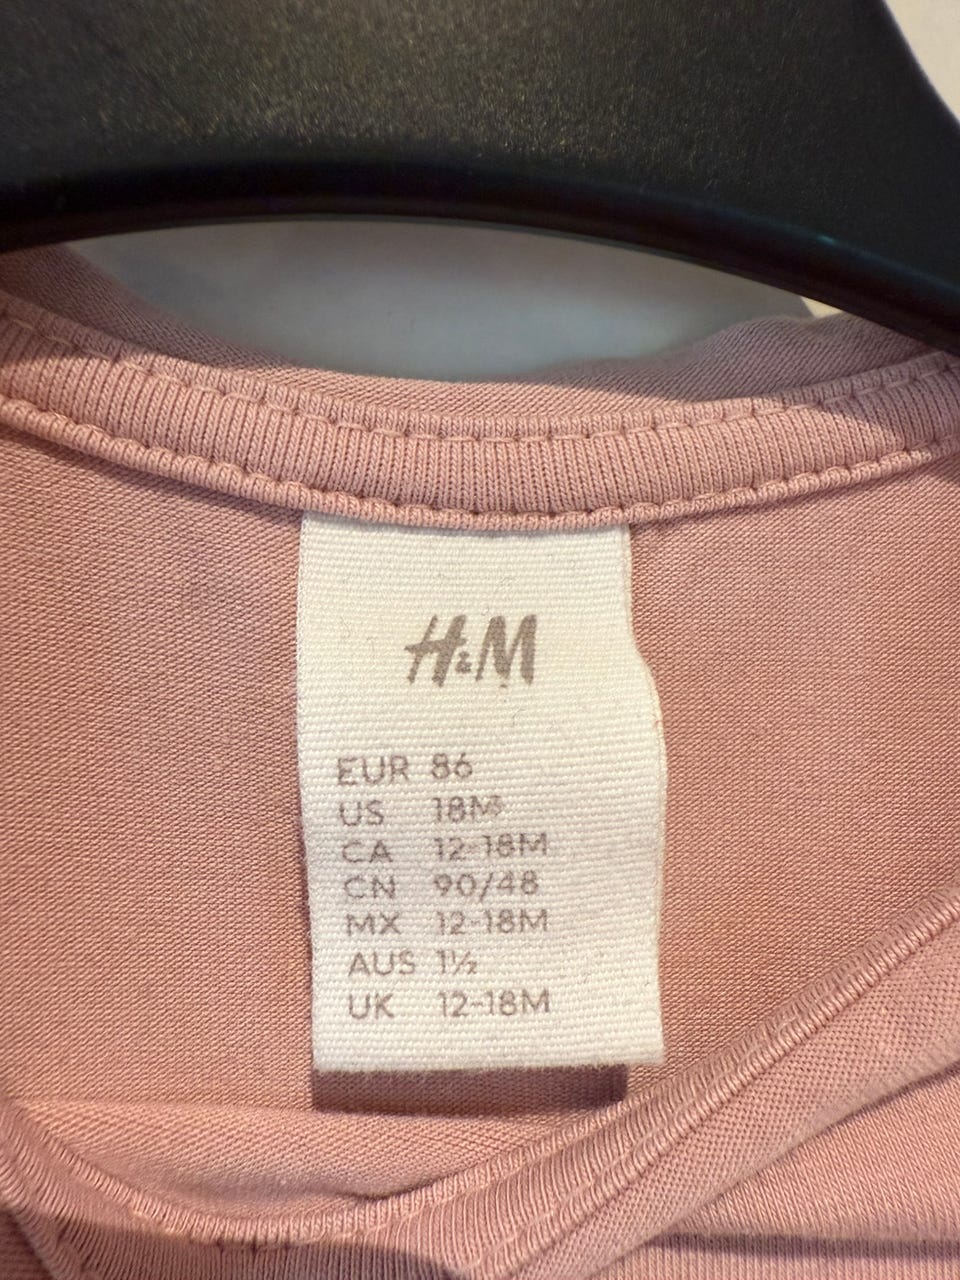 H&M
EUR 86
US 18M
CA 12-18M
CN 90/48
MX 12-18M
AUS 1½
UK 12-18M